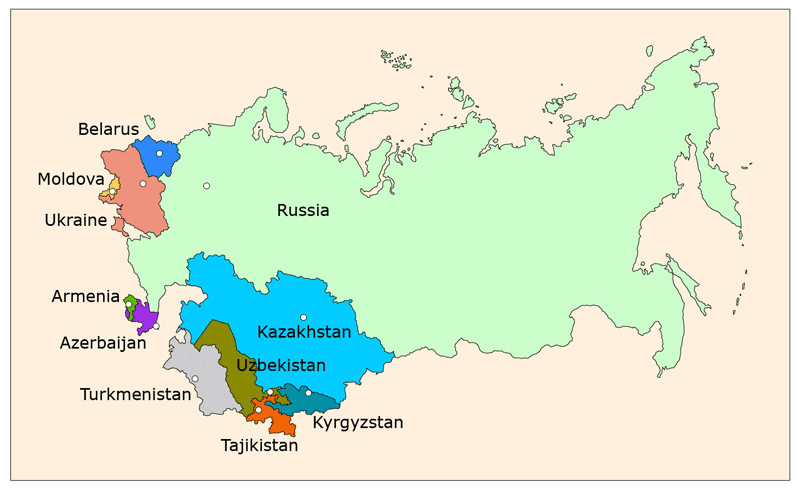 Belarus
Moldova
Ukraine
Russia
Armenia
Azerbaijan
Kazakhstan
Uzbekistan
Turkmenistan
Kyrgyzstan
Tajikistan